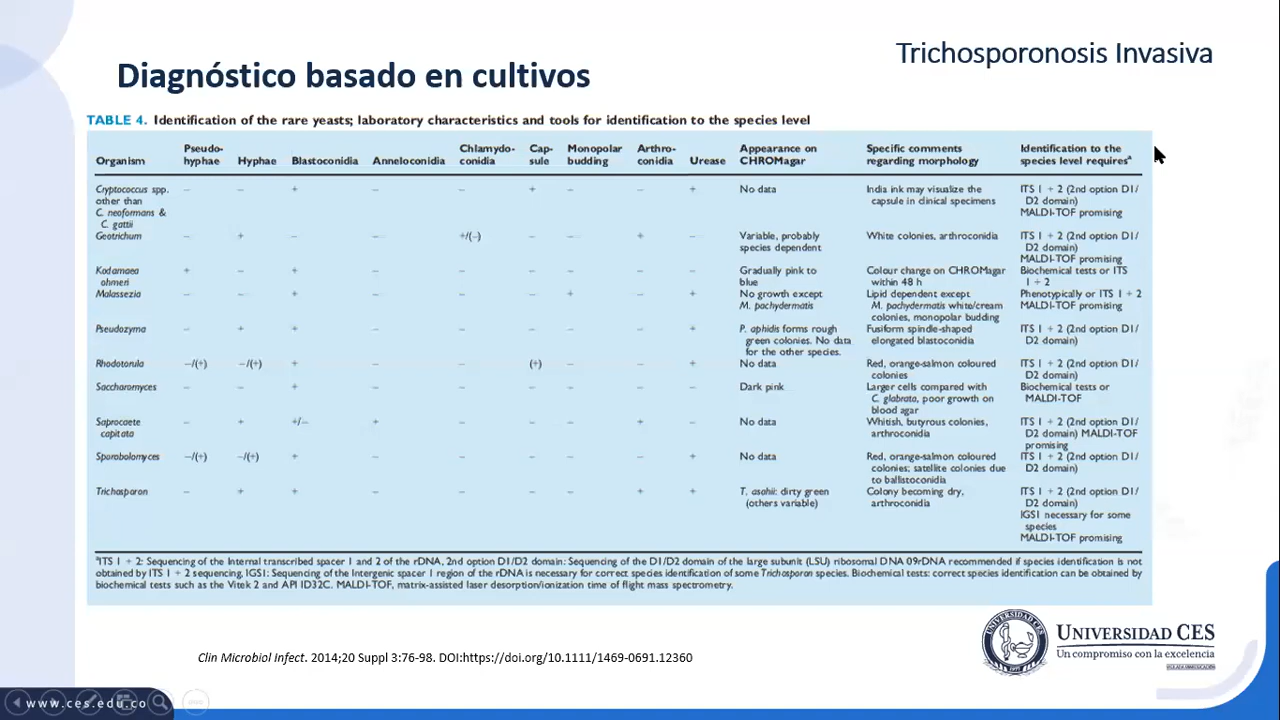 Trichosporonosis Invasiva
Diagnóstico basado en cultivos
TABLE 4. Identification of the rare yeasts; laboratory characteristics and tools for identification to the species level
Organism Pseudo-hyphae Hyphae Blastoconidia Anneloconidia Chlamydo-conidia Cap-sule Monopolar budding Arthro-conidia Urease Appearance on CHROMagar Specific comments regarding morphology Identification to the species level requiresᵃ
Cryptococcus spp. other than C. neoformans & C. gattii – – + – – + – – + No data India ink may visualize the capsule in clinical specimens ITS 1 + 2 (2nd option D1/D2 domain) MALDI-TOF promising
Geotrichum – + – – +/(–) – – + – Variable, probably species dependent White colonies, arthroconidia ITS 1 + 2 (2nd option D1/D2 domain) MALDI-TOF promising
Kodamaea ohmeri + – + – – – – – – Gradually pink to blue Colour change on CHROMagar within 48 h Biochemical tests or ITS 1 + 2
Malassezia – – + – – – + – + No growth except M. pachydermatis Lipid dependent except M. pachydermatis white/cream colonies, monopolar budding Phenotypically or ITS 1 + 2 MALDI-TOF promising
Pseudozyma – + + – – – – – + P. aphidis forms rough green colonies. No data for the other species. Fusiform spindle-shaped elongated blastoconidia ITS 1 + 2 (2nd option D1/D2 domain)
Rhodotorula –/(+) –/(+) + – – (+) – – + No data Red, orange-salmon coloured colonies ITS 1 + 2 (2nd option D1/D2 domain)
Saccharomyces – – + – – – – – – Dark pink Larger cells compared with C. glabrata, poor growth on blood agar Biochemical tests or MALDI-TOF
Saprocaete capitata – + +/– + – – – + – No data Whitish, butyrous colonies, arthroconidia ITS 1 + 2 (2nd option D1/D2 domain) MALDI-TOF promising
Sporobolomyces –/(+) –/(+) + – – – – – + No data Red, orange-salmon coloured colonies; satellite colonies due to ballistoconidia ITS 1 + 2 (2nd option D1/D2 domain)
Trichosporon – + + – – – – + + T. asahii: dirty green (others variable) Colony becoming dry, arthroconidia ITS 1 + 2 (2nd option D1/D2 domain) IGS1 necessary for some species MALDI-TOF promising
ᵃITS 1 + 2: Sequencing of the Internal transcribed spacer 1 and 2 of the rDNA, 2nd option D1/D2 domain: Sequencing of the D1/D2 domain of the large subunit (LSU) ribosomal DNA 09rDNA recommended if species identification is not
obtained by ITS 1 + 2 sequencing, IGS1: Sequencing of the Intergenic spacer 1 region of the rDNA is necessary for correct species identification of some Trichosporon species. Biochemical tests: correct species identification can be obtained by
biochemical tests such as the Vitek 2 and API ID32C. MALDI-TOF, matrix-assisted laser desorption/ionization time of flight mass spectrometry.
Clin Microbiol Infect. 2014;20 Suppl 3:76-98. DOI:https://doi.org/10.1111/1469-0691.12360
UNIVERSIDAD CES
Un compromiso con la excelencia
www.ces.edu.co